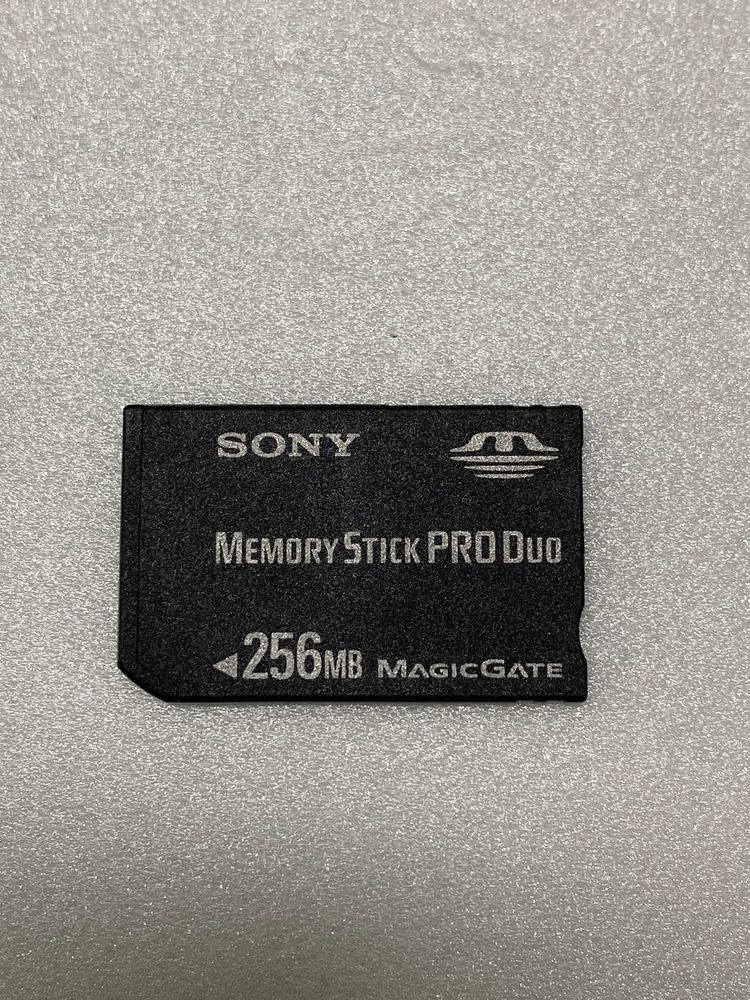 SONY
MEMORY STICK PRO DUO
256MB MAGICGATE